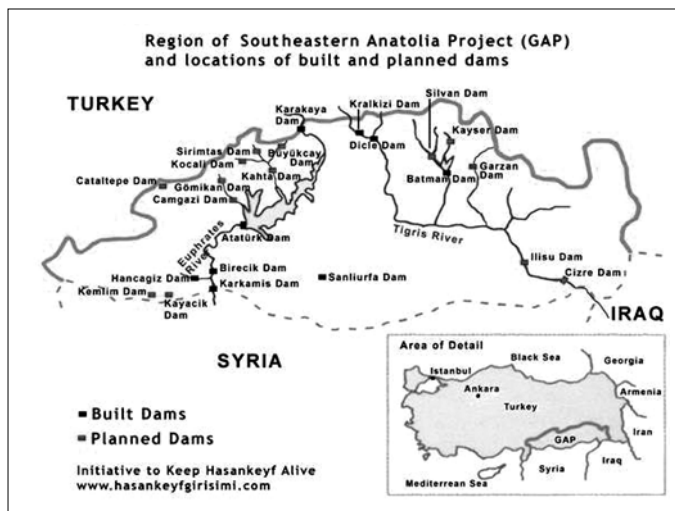 Region of Southeastern Anatolia Project (GAP)
and locations of built and planned dams
TURKEY
Silvan Dam
Karakaya
Dam
Kralkizi Dam
Kayser Dam
Sirimtas Dam
Büyükcay
Dam
Dicle Dam
Kocali Dam
Garzan
Dam
Kahta Dam
Batman Dam
Cataltepe Dam
Gömikan Dam
Camgazi Dam
Atatürk Dam
Tigris River
Euphrates
River
Ilisu Dam
Birecik Dam
Hancagiz Dam
Sanliurfa Dam
Cizre Dam
Karkamis Dam
Kemlim Dam
Kayacik
Dam
IRAQ
SYRIA
Area of Detail
Black Sea
Georgia
Istanbul
Ankara
Armenia
Turkey
Iran
GAP
Syria
Iraq
Mediterranean Sea
Built Dams
Planned Dams
Initiative to Keep Hasankeyf Alive
www.hasankeyfgirisimi.com